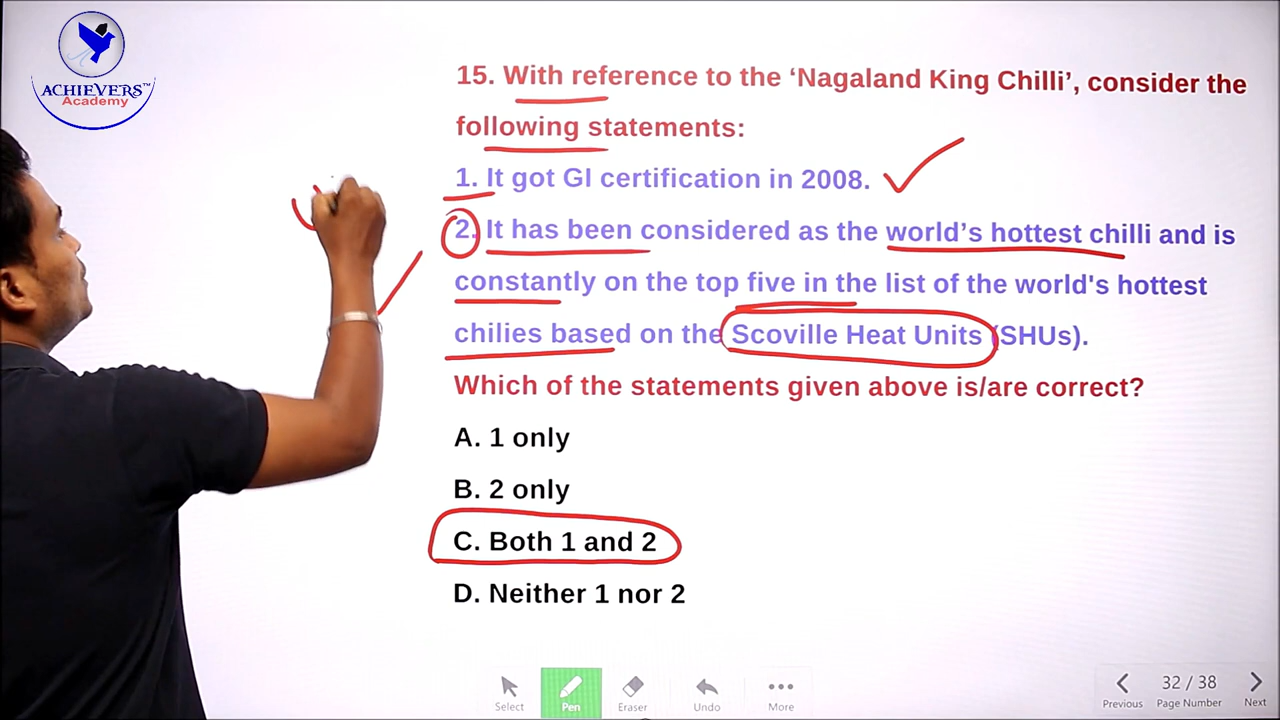 ACHIEVERS™
Academy
15. With reference to the ‘Nagaland King Chilli’, consider the
following statements:
1. It got GI certification in 2008.
2. It has been considered as the world’s hottest chilli and is
constantly on the top five in the list of the world's hottest
chilies based on the Scoville Heat Units (SHUs).
Which of the statements given above is/are correct?
A. 1 only
B. 2 only
C. Both 1 and 2
D. Neither 1 nor 2
Select
Pen
Eraser
Undo
More
Previous
32 / 38
Page Number
Next